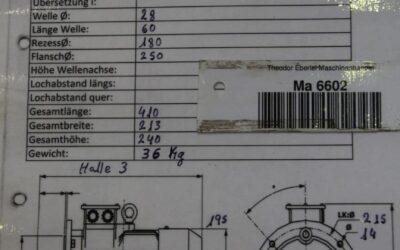 Übersetzung i:
Welle Ø: 28
Länge Welle: 60
RezessØ: 180
FlanschØ: 250
Höhe Wellenachse:
Lochabstand längs:
Lochabstand quer:
Gesamtlänge: 410
Gesamtbreite: 213
Gesamthöhe: 240
Gewicht: 36 Kg
Theodor Eberle Maschinenhandel
Ma 6602
Halle 3
195
LK:Ø 215
Ø 14